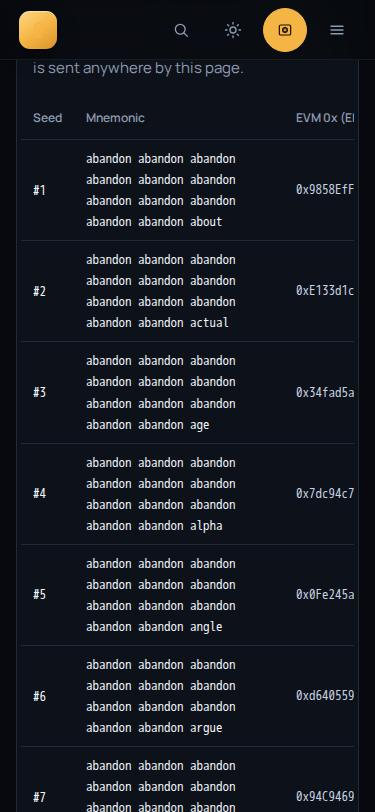 is sent anywhere by this page.
Seed Mnemonic EVM 0x (El
#1 abandon abandon abandon 0x9858EfF
abandon abandon abandon
abandon abandon abandon
abandon abandon about
#2 abandon abandon abandon 0xE133d1c
abandon abandon abandon
abandon abandon abandon
abandon abandon actual
#3 abandon abandon abandon 0x34fad5a
abandon abandon abandon
abandon abandon abandon
abandon abandon age
#4 abandon abandon abandon 0x7dc94c7
abandon abandon abandon
abandon abandon abandon
abandon abandon alpha
#5 abandon abandon abandon 0x0Fe245a
abandon abandon abandon
abandon abandon abandon
abandon abandon angle
#6 abandon abandon abandon 0xd640559
abandon abandon abandon
abandon abandon abandon
abandon abandon argue
#7 abandon abandon abandon 0x94C9469
abandon abandon abandon
abandon abandon abandon